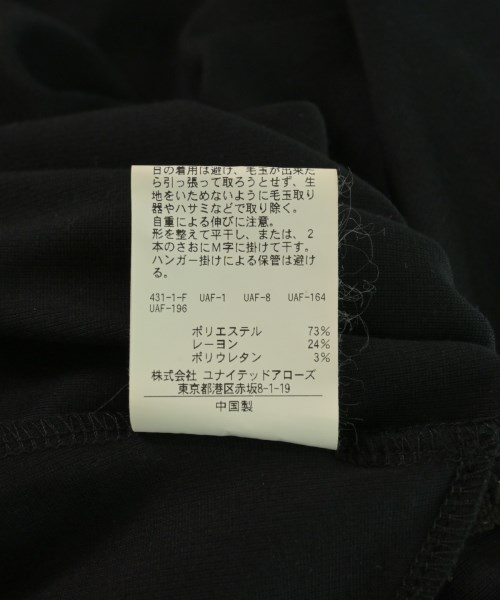 日の着用は避け、毛玉が出来た
ら引っ張って取ろうとせず、生
地をいためないように毛玉取り
器やハサミなどで取り除く。
自重による伸びに注意。
形を整えて平干し、または、2
本のさおにM字に掛けて干す。
ハンガー掛けによる保管は避け
る。
431-1-F UAF-1 UAF-8 UAF-164
UAF-196
ポリエステル 73%
レーヨン 24%
ポリウレタン 3%
株式会社 ユナイテッドアローズ
東京都港区赤坂8-1-19
中国製